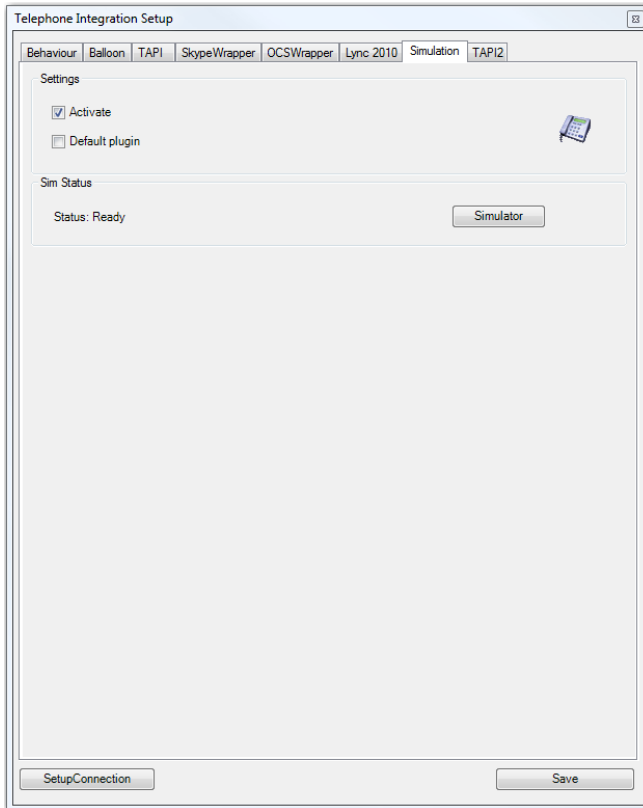 Telephone Integration Setup
Behaviour Balloon TAPI SkypeWrapper OCSWrapper Lync 2010 Simulation TAPI2
Settings
Activate
Default plugin
Sim Status
Status: Ready Simulator
SetupConnection Save